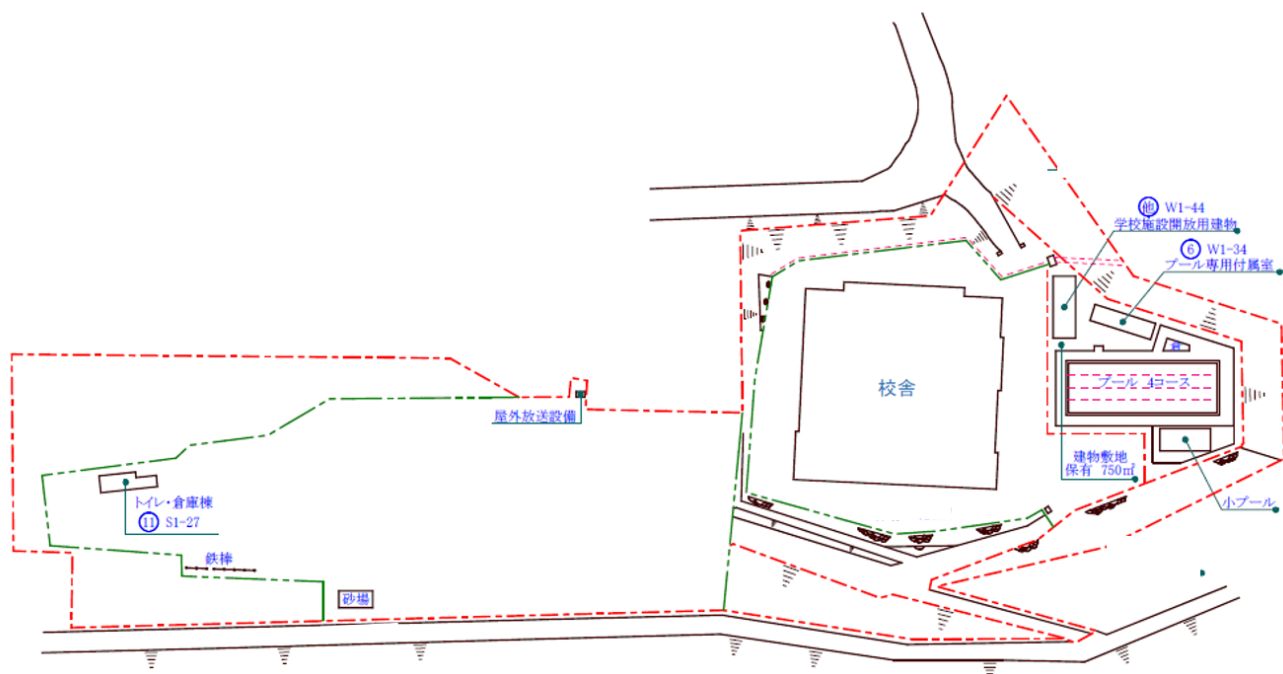 ㊀他 W1-44
学校施設開放用建物
⑥ W1-34
プール専用付属室
倉
プール 4コース
校舎
屋外放送設備
建物敷地
保有 750㎡
小プール
トイレ・倉庫棟
⑪ S1-27
鉄棒
砂場